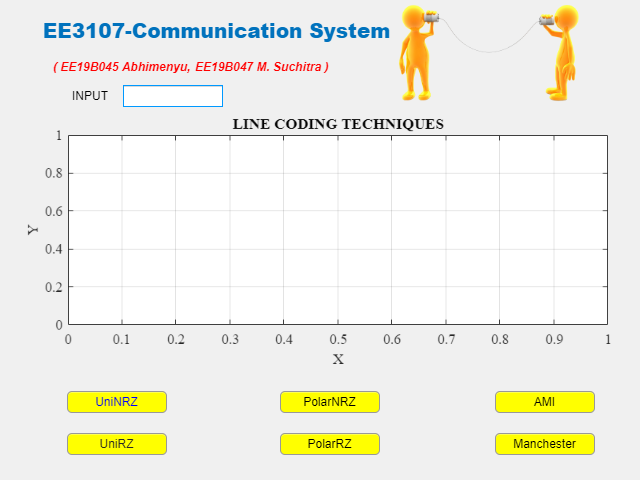 EE3107-Communication System
( EE19B045 Abhimenyu, EE19B047 M. Suchitra )
INPUT
LINE CODING TECHNIQUES
1
0.8
0.6
Y
0.4
0.2
0
0 0.1 0.2 0.3 0.4 0.5 0.6 0.7 0.8 0.9 1
X
UniNRZ PolarNRZ AMI
UniRZ PolarRZ Manchester